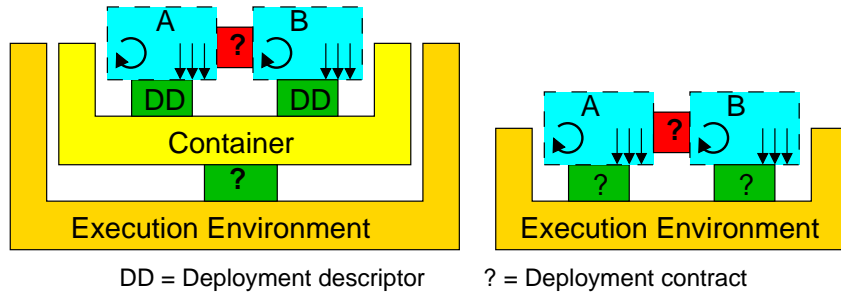 A ? B
DD DD
Container
?
Execution Environment
A ? B
? ?
Execution Environment
DD = Deployment descriptor ? = Deployment contract